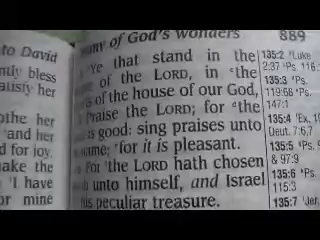 any of God's wonders
889
to David
ntly bless
atisfy her
othe her
and her
d for joy.
ake the
'I have
r mine
Ye that stand in the
of the LORD, in the
of the house of our God,
Praise the LORD; for the
is good: sing praises unto
name; for it is pleasant.
For the LORD hath chosen
unto himself, and Israel
his peculiar treasure.
135:2 Luke
2:37 Ps. 116
135:3 Ps.
119:68 Ps.
147:1
135:4 Ex. 19
Deut. 7:6,7
135:5 Ps.
& 97:9
135:6 Ps.
115:3
135:7 Jer.